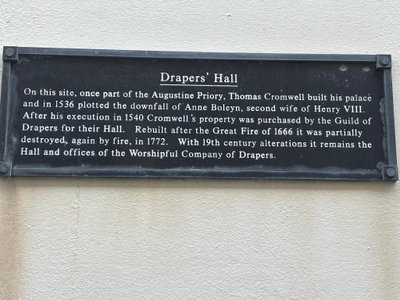 Drapers' Hall
On this site, once part of the Augustine Priory, Thomas Cromwell built his palace
and in 1536 plotted the downfall of Anne Boleyn, second wife of Henry VIII.
After his execution in 1540 Cromwell's property was purchased by the Guild of
Drapers for their Hall. Rebuilt after the Great Fire of 1666 it was partially
destroyed, again by fire, in 1772. With 19th century alterations it remains the
Hall and offices of the Worshipful Company of Drapers.